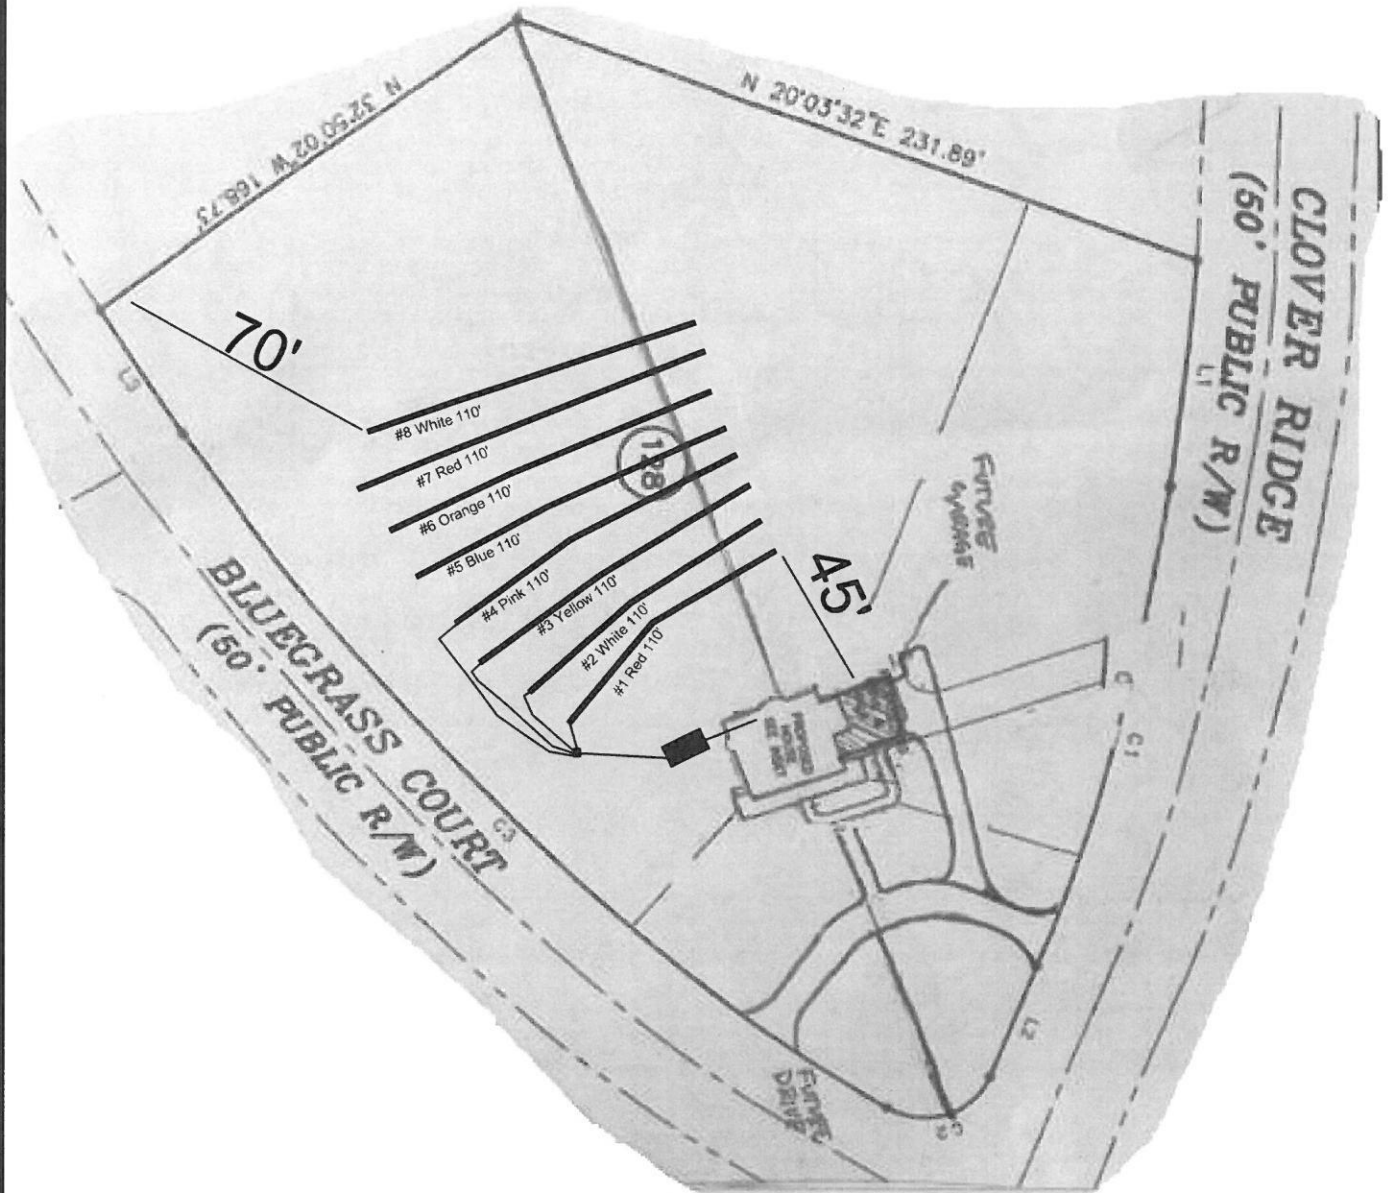 N 32°50'02"W 168.73'
N 20°03'32"E 231.89'
CLOVER RIDGE
(50' PUBLIC R/W)
L1
70'
#8 White 110'
#7 Red 110'
#6 Orange 110'
#5 Blue 110'
#4 Pink 110'
#3 Yellow 110'
#2 White 110'
#1 Red 110'
128
45'
FUTURE
GARAGE
PROPOSED
HOUSE
C1
L2
C3
BLUEGRASS COURT
(50' PUBLIC R/W)
FUTURE
DRIVE